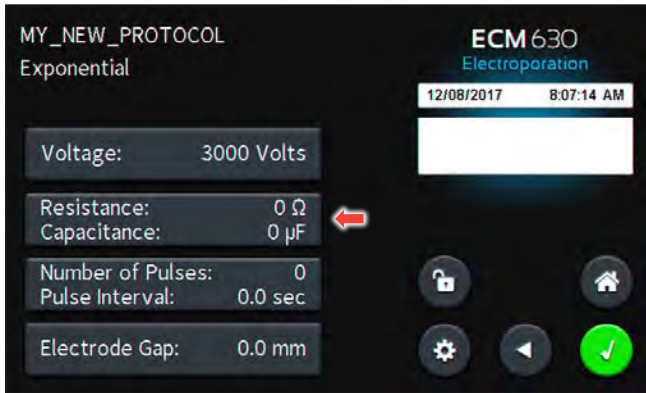 MY_NEW_PROTOCOL
Exponential
Voltage: 3000 Volts
Resistance: 0 Ω
Capacitance: 0 µF
Number of Pulses: 0
Pulse Interval: 0.0 sec
Electrode Gap: 0.0 mm
ECM 630
Electroporation
12/08/2017 8:07:14 AM